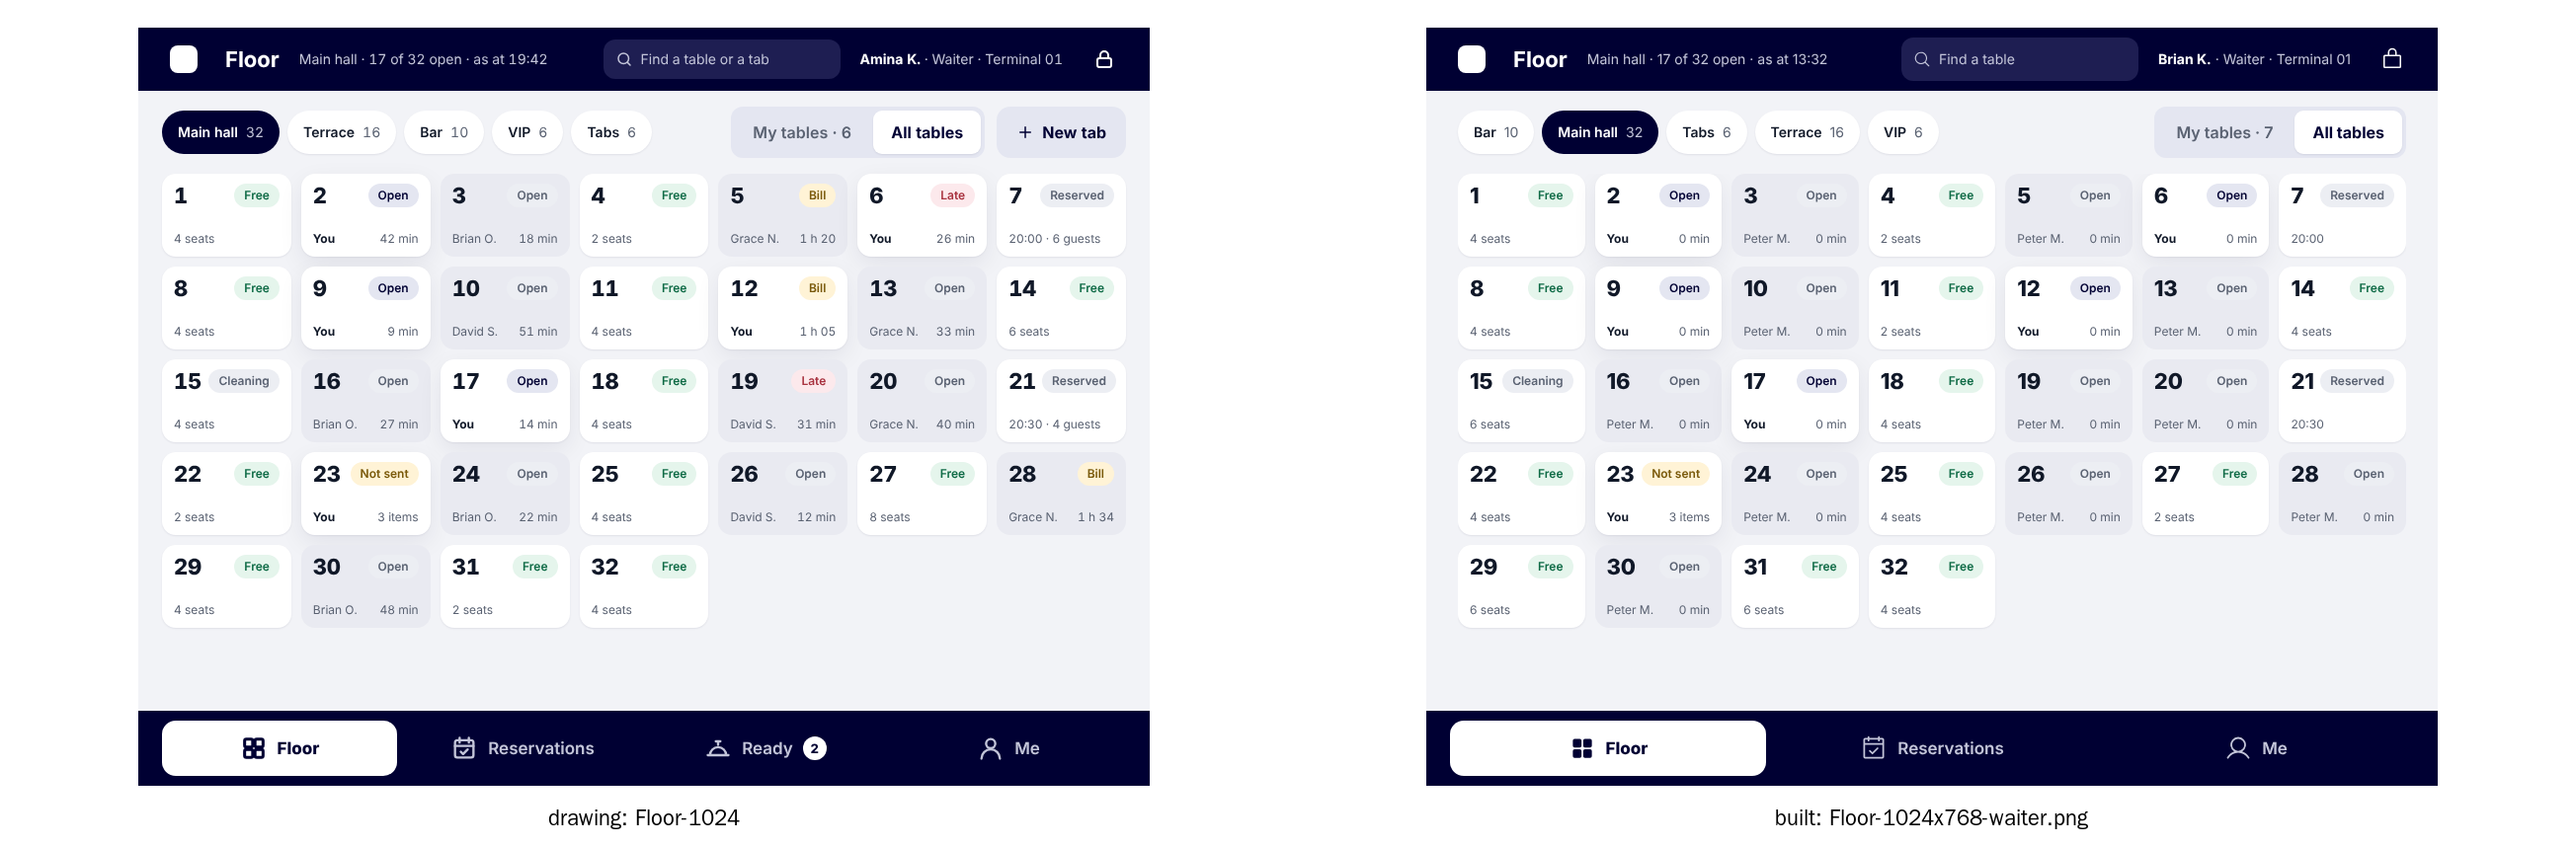 Floor Main hall · 17 of 32 open · as at 19:42 Find a table or a tab Amina K. · Waiter · Terminal 01
Main hall 32 Terrace 16 Bar 10 VIP 6 Tabs 6 My tables · 6 All tables + New tab
1 Free 2 Open 3 Open 4 Free 5 Bill 6 Late 7 Reserved
4 seats You 42 min Brian O. 18 min 2 seats Grace N. 1 h 20 You 26 min 20:00 · 6 guests
8 Free 9 Open 10 Open 11 Free 12 Bill 13 Open 14 Free
4 seats You 9 min David S. 51 min 4 seats You 1 h 05 Grace N. 33 min 6 seats
15 Cleaning 16 Open 17 Open 18 Free 19 Late 20 Open 21 Reserved
4 seats Brian O. 27 min You 14 min 4 seats David S. 31 min Grace N. 40 min 20:30 · 4 guests
22 Free 23 Not sent 24 Open 25 Free 26 Open 27 Free 28 Bill
2 seats You 3 items Brian O. 22 min 4 seats David S. 12 min 8 seats Grace N. 1 h 34
29 Free 30 Open 31 Free 32 Free
4 seats Brian O. 48 min 2 seats 4 seats
Floor Reservations Ready 2 Me
drawing: Floor-1024
Floor Main hall · 17 of 32 open · as at 13:32 Find a table Brian K. · Waiter · Terminal 01
Bar 10 Main hall 32 Tabs 6 Terrace 16 VIP 6 My tables · 7 All tables
1 Free 2 Open 3 Open 4 Free 5 Open 6 Open 7 Reserved
4 seats You 0 min Peter M. 0 min 2 seats Peter M. 0 min You 0 min 20:00
8 Free 9 Open 10 Open 11 Free 12 Open 13 Open 14 Free
4 seats You 0 min Peter M. 0 min 2 seats You 0 min Peter M. 0 min 4 seats
15 Cleaning 16 Open 17 Open 18 Free 19 Open 20 Open 21 Reserved
6 seats Peter M. 0 min You 0 min 4 seats Peter M. 0 min Peter M. 0 min 20:30
22 Free 23 Not sent 24 Open 25 Free 26 Open 27 Free 28 Open
4 seats You 3 items Peter M. 0 min 4 seats Peter M. 0 min 2 seats Peter M. 0 min
29 Free 30 Open 31 Free 32 Free
6 seats Peter M. 0 min 6 seats 4 seats
Floor Reservations Me
built: Floor-1024x768-waiter.png